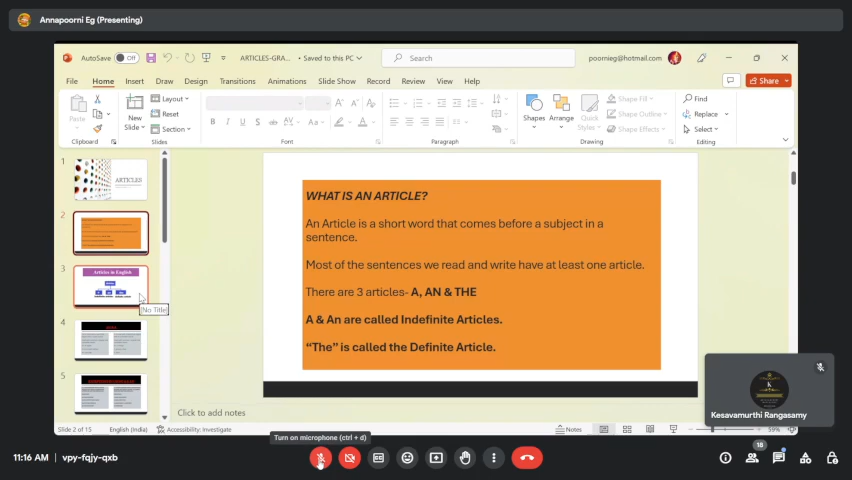 Annapoorni Eg (Presenting)
AutoSave Off ARTICLES-GRA... • Saved to this PC Search poornieg@hotmail.com
File Home Insert Draw Design Transitions Animations Slide Show Record Review View Help Share
Paste New Slide Layout Reset Section Shapes Arrange Quick Styles Shape Fill Shape Outline Shape Effects Find Replace Select
Clipboard Slides Font Paragraph Drawing Editing
1
ARTICLES
2
3
Articles in English
[No Title]
4
5
WHAT IS AN ARTICLE?
An Article is a short word that comes before a subject in a
sentence.
Most of the sentences we read and write have at least one article.
There are 3 articles- A, AN & THE
A & An are called Indefinite Articles.
“The” is called the Definite Article.
K
Kesavamurthi Rangasamy
Click to add notes
Slide 2 of 15 English (India) Accessibility: Investigate Notes 59%
Turn on microphone (ctrl + d)
11:16 AM | vpy-fqjy-qxb
18